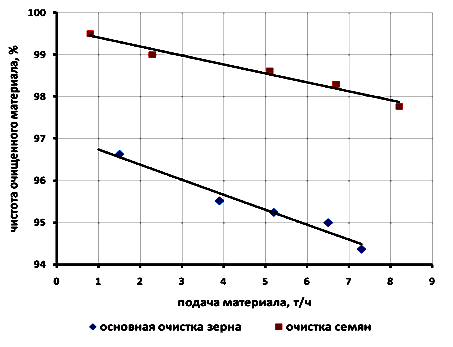 100
99
98
97
96
95
94
чистота очищенного материала, %
0 1 2 3 4 5 6 7 8 9
подача материала, т/ч
основная очистка зерна очистка семян